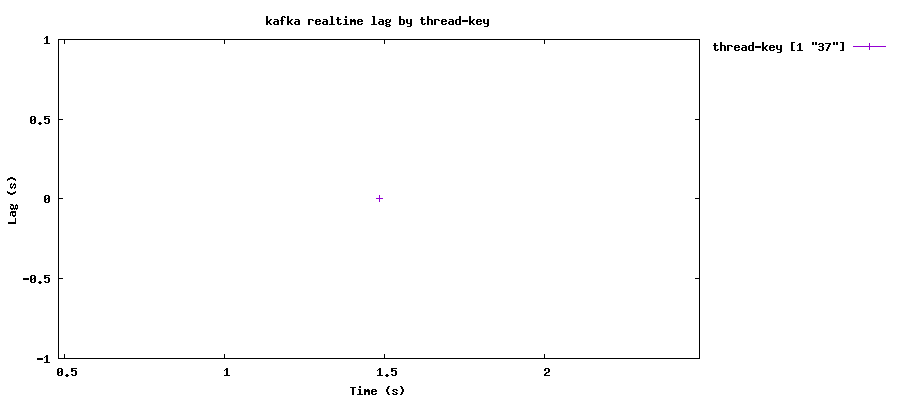 kafka realtime lag by thread-key
thread-key [1 "37"]
1
0.5
0
-0.5
-1
Lag (s)
0.5 1 1.5 2
Time (s)